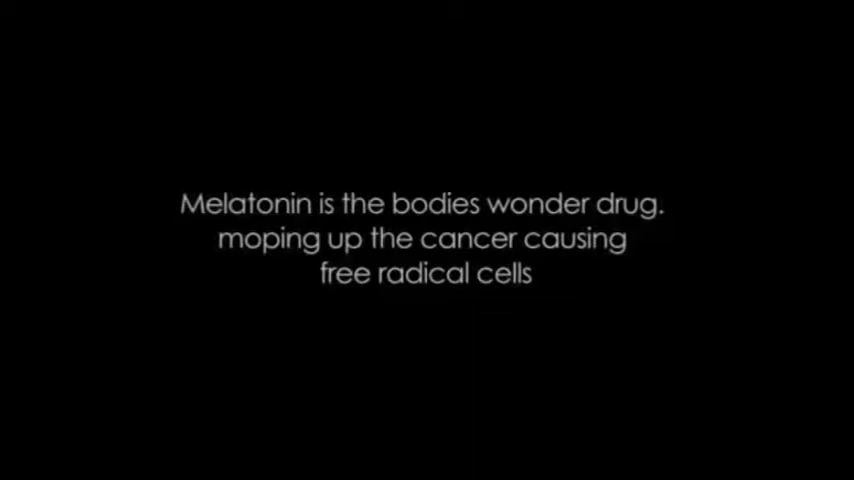 Melatonin is the bodies wonder drug.
moping up the cancer causing
free radical cells